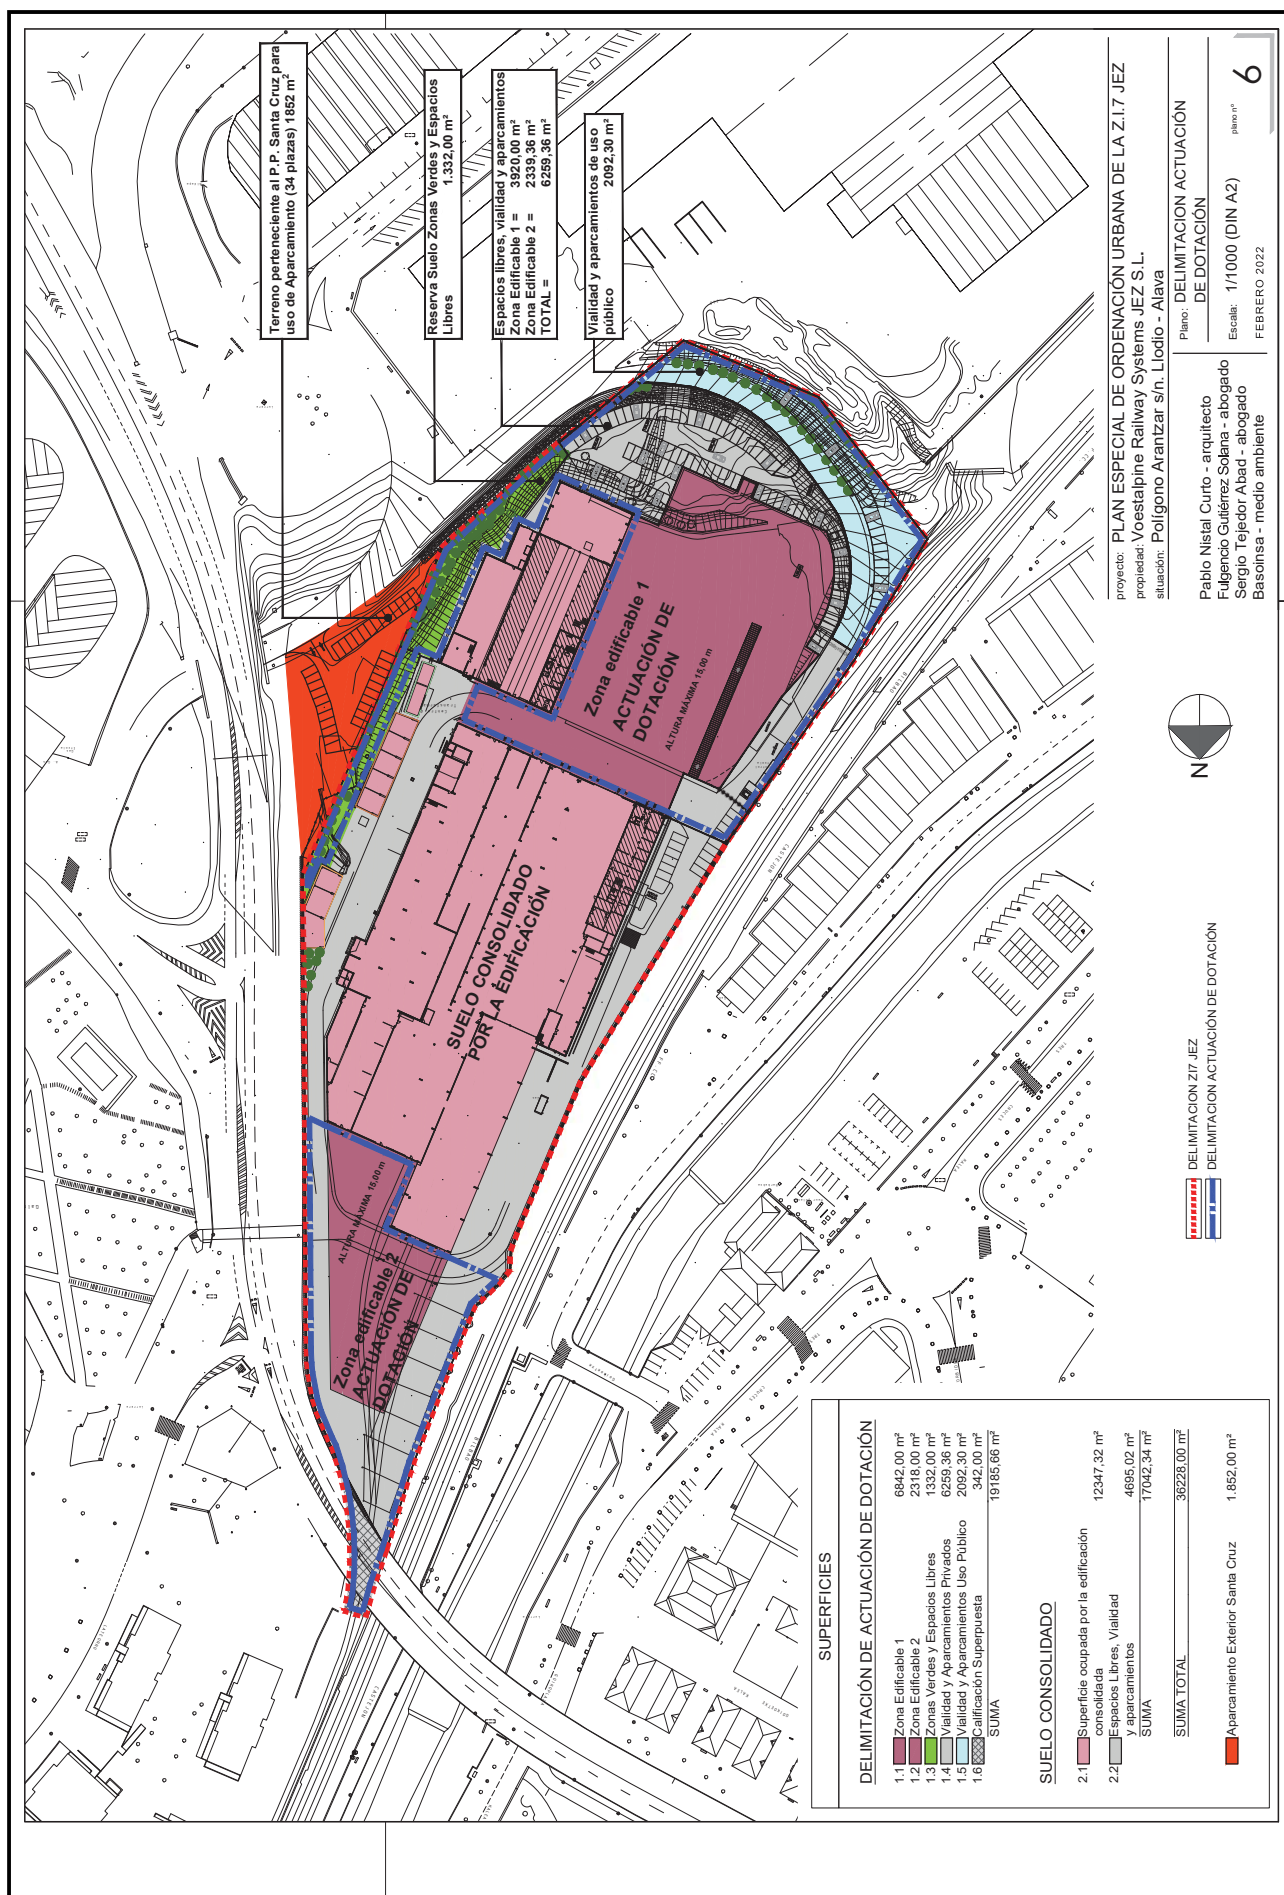 Terreno perteneciente al P.P. Santa Cruz para
uso de Aparcamiento (34 plazas) 1852 m²
Reserva Suelo Zonas Verdes y Espacios
Libres 1.332,00 m²
Espacios libres, vialidad y aparcamientos
Zona Edificable 1 = 3920,00 m²
Zona Edificable 2 = 2339,36 m²
TOTAL = 6259,36 m²
Vialidad y aparcamientos de uso
público 2092,30 m²
Zona edificable 1
ACTUACIÓN DE
DOTACIÓN
ALTURA MAXIMA 15,00 m
SUELO CONSOLIDADO
POR LA EDIFICACIÓN
Zona edificable 2
ACTUACIÓN DE
DOTACIÓN
ALTURA MAXIMA 15,00 m
BILBAO
CASTEJON
F.F.C.C.
BILBAO
CASTEJON
proyecto: PLAN ESPECIAL DE ORDENACIÓN URBANA DE LA Z.I.7 JEZ
propiedad: Voestalpine Railway Systems JEZ S.L.
situación: Polígono Arantzar s/n. Llodio - Alava
Pablo Nistal Curto - arquitecto
Fulgencio Gutiérrez Solana - abogado
Sergio Tejedor Abad - abogado
Basoinsa - medio ambiente
Plano: DELIMITACION ACTUACIÓN
DE DOTACIÓN
Escala: 1/1000 (DIN A2)
FEBRERO 2022
plano nº
6
N
DELIMITACION ZI7 JEZ
DELIMITACION ACTUACIÓN DE DOTACIÓN
SUPERFICIES
DELIMITACIÓN DE ACTUACIÓN DE DOTACIÓN
1.1 Zona Edificable 1 6842,00 m²
1.2 Zona Edificable 2 2318,00 m²
1.3 Zonas Verdes y Espacios Libres 1332,00 m²
1.4 Vialidad y Aparcamientos Privados 6259,36 m²
1.5 Vialidad y Aparcamientos Uso Público 2092,30 m²
1.6 Calificación Superpuesta 342,00 m²
SUMA 19185,66 m²
SUELO CONSOLIDADO
2.1 Superficie ocupada por la edificación
consolidada 12347,32 m²
2.2 Espacios Libres, Vialidad
y aparcamientos 4695,02 m²
SUMA 17042,34 m²
SUMA TOTAL 36228,00 m²
Aparcamiento Exterior Santa Cruz 1.852,00 m²